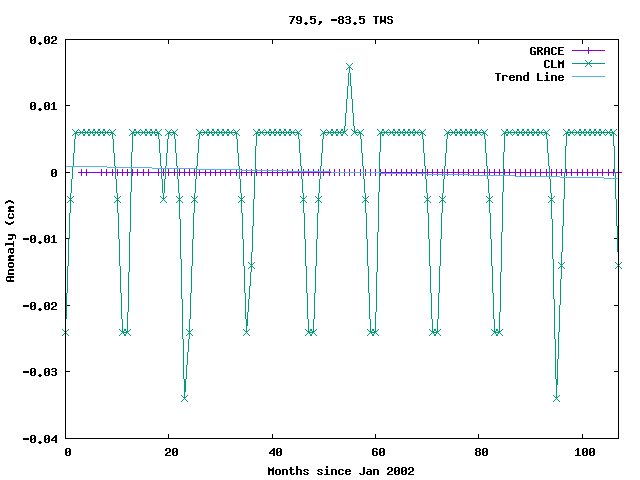 79.5, -83.5 TWS
GRACE
CLM
Trend Line
0.02
0.01
0
-0.01
-0.02
-0.03
-0.04
Anomaly (cm)
0 20 40 60 80 100
Months since Jan 2002